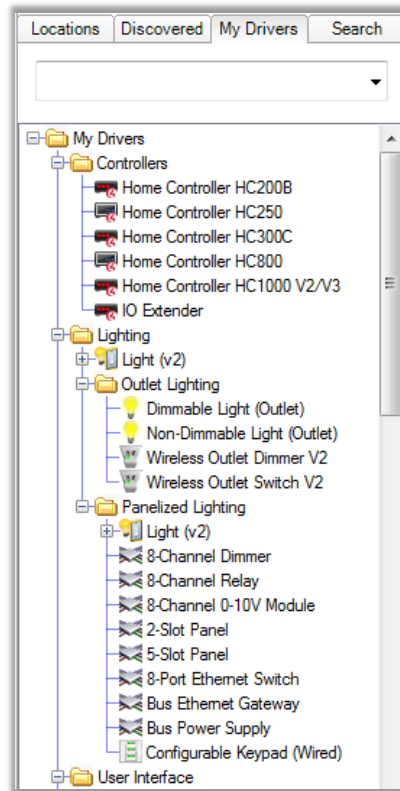 Locations Discovered My Drivers Search
My Drivers
Controllers
Home Controller HC200B
Home Controller HC250
Home Controller HC300C
Home Controller HC800
Home Controller HC1000 V2/V3
IO Extender
Lighting
Light (v2)
Outlet Lighting
Dimmable Light (Outlet)
Non-Dimmable Light (Outlet)
Wireless Outlet Dimmer V2
Wireless Outlet Switch V2
Panelized Lighting
Light (v2)
8-Channel Dimmer
8-Channel Relay
8-Channel 0-10V Module
2-Slot Panel
5-Slot Panel
8-Port Ethernet Switch
Bus Ethernet Gateway
Bus Power Supply
Configurable Keypad (Wired)
User Interface